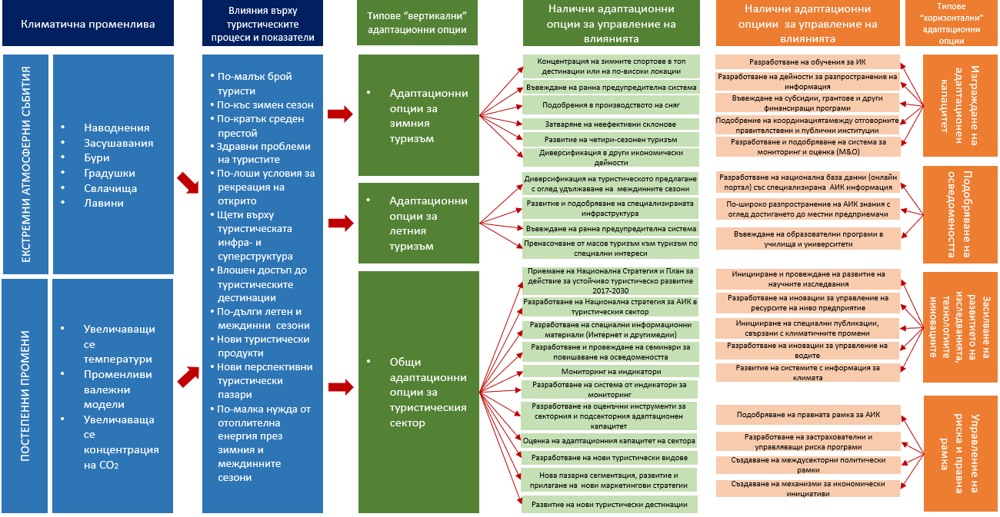 Климатична променлива
Влияния върху
туристическите
процеси и показатели
Типове “вертикални”
адаптационни опции
Налични адаптационни
опции за управление на
влиянията
Налични адаптационни
опциии за управление на
влиянията
Типове
“хоризонтални”
адаптационни
опции
ЕКСТРЕМНИ АТМОСФЕРНИ СЪБИТИЯ
• Наводнения
• Засушавания
• Бури
• Градушки
• Свлачища
• Лавини
ПОСТЕПЕННИ ПРОМЕНИ
• Увеличаващи
се
температури
• Променливи
валежни
модели
• Увеличаваща
се
концентрация
на CO2
• По-малък брой
туристи
• По-къс зимен сезон
• По-кратък среден
престой
• Здравни проблеми
на туристите
• По-лоши условия за
рекреация на
открито
• Щети върху
туристическата
инфра- и
суперструктура
• Влошен достъп до
туристическите
дестинации
• По-дълги летен и
междинни сезони
• Нови туристически
продукти
• Нови перспективни
туристически
пазари
• По-малка нужда от
отоплителна
енергия през
зимния и
междинните
сезони
• Адаптационни
опции за
зимния
туризъм
• Адаптационни
опции за
летния
туризъм
• Общи
адаптационни
опции за
туристическия
сектор
Концентрация на зимните спортове в топ
дестинации или на по-високи локации
Въвеждане на ранна предупредителна система
Подобрения в производството на сняг
Затваряне на неефективни склонове
Развитие на четири-сезонен туризъм
Диверсификация в други икономически
дейности
Диверсификация на туристическото предлагане
с оглед удължаване на междинните сезони
Развитие и подобряване на специализираната
инфраструктура
Въвеждане на ранна предупредителна система
Пренасочване от масов туризъм към туризъм по
специални интереси
Приемане на Национална Стратегия и План за
действие за устойчиво туристическо развитие
2017-2030
Разработване на Национална стратегия за АИК в
туристическия сектор
Разработване на специални информационни
материали (Интернет и другимедии)
Разработване и провеждане на семинари за
повишаване на осведомеността
Мониторинг на индикатори
Разработване на система от индикатори за
мониторинг
Разработване на оценъчни инструменти за
секторния и подсекторния адаптационен
капацитет
Оценка на адаптационния капацитет на сектора
Разработване на нови туристически видове
Нова пазарна сегментация, развитие и
прилагане на нови маркетингови стратегии
Развитие на нови туристически дестинации
Разработване на обучения за ИК
Разработване на дейности за разпространение на
информация
Въвеждане на субсидии, грантове и други
финансиращи програми
Подобрение на координациятамежду отговорните
правителствени и публични институции
Разработване и подобряване на система за
мониторинг и оценка (М&О)
Разработване на национална база данни (онлайн
портал) със специализирана АИК информация
По-широко разпространение на АИК знания с
оглед достигането до местни предприемачи
Въвеждане на образователни програми в
училища и университети
Иницииране и провеждане на развитие на
научните изследвания
Разработване на иновации за управление на
ресурсите на ниво предприятие
Иницииране на специални публикации,
свързани с климатичните промени
Разработване на иновации за управление на
водите
Развитие на системите с информация за
климата
Подобряване на правната рамка за АИК
Разработване на застрахователни и
управляващи риска програми
Създаване на междусекторни политически
рамки
Създаване на механизми за икономически
инициативи
Изграждане на
адаптационен
капацитет
Подобряване на
осведомеността
Засилване на
развитието на
изследванията,
технологиите
ииновациите
Управление на
риска и правна
рамка